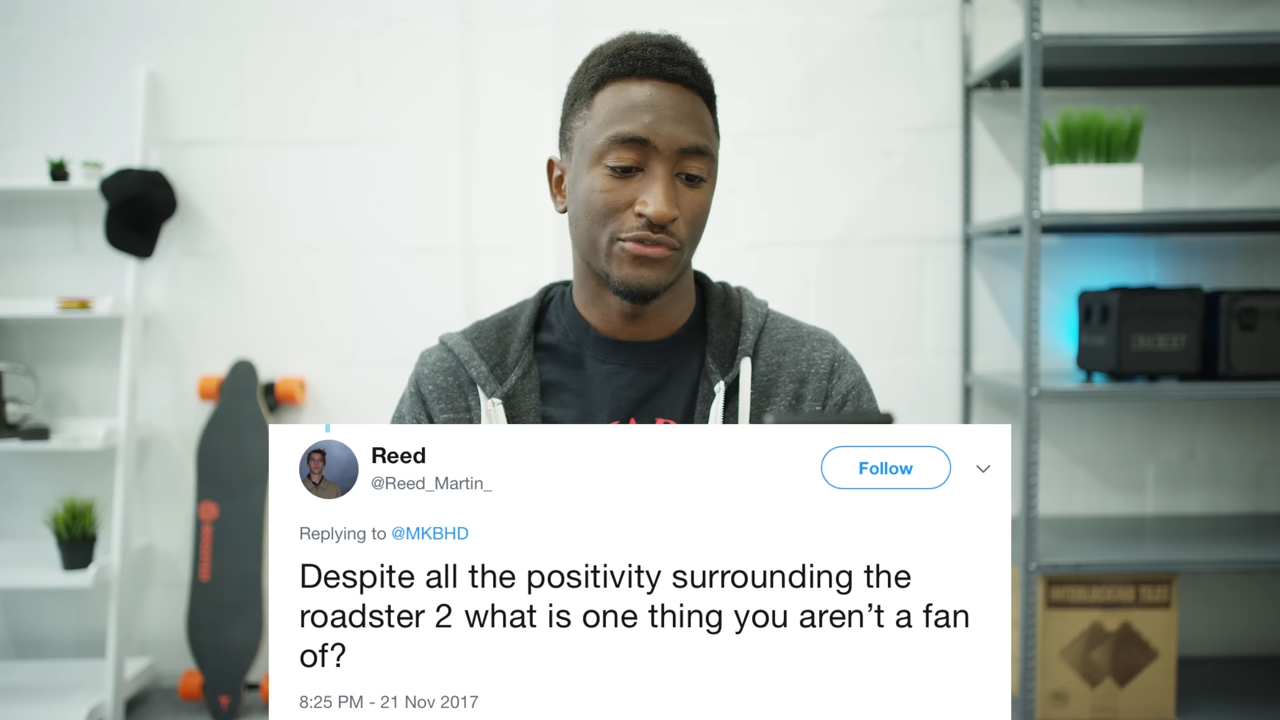 Reed
@Reed_Martin_
Follow
Replying to @MKBHD
Despite all the positivity surrounding the
roadster 2 what is one thing you aren’t a fan
of?
8:25 PM - 21 Nov 2017